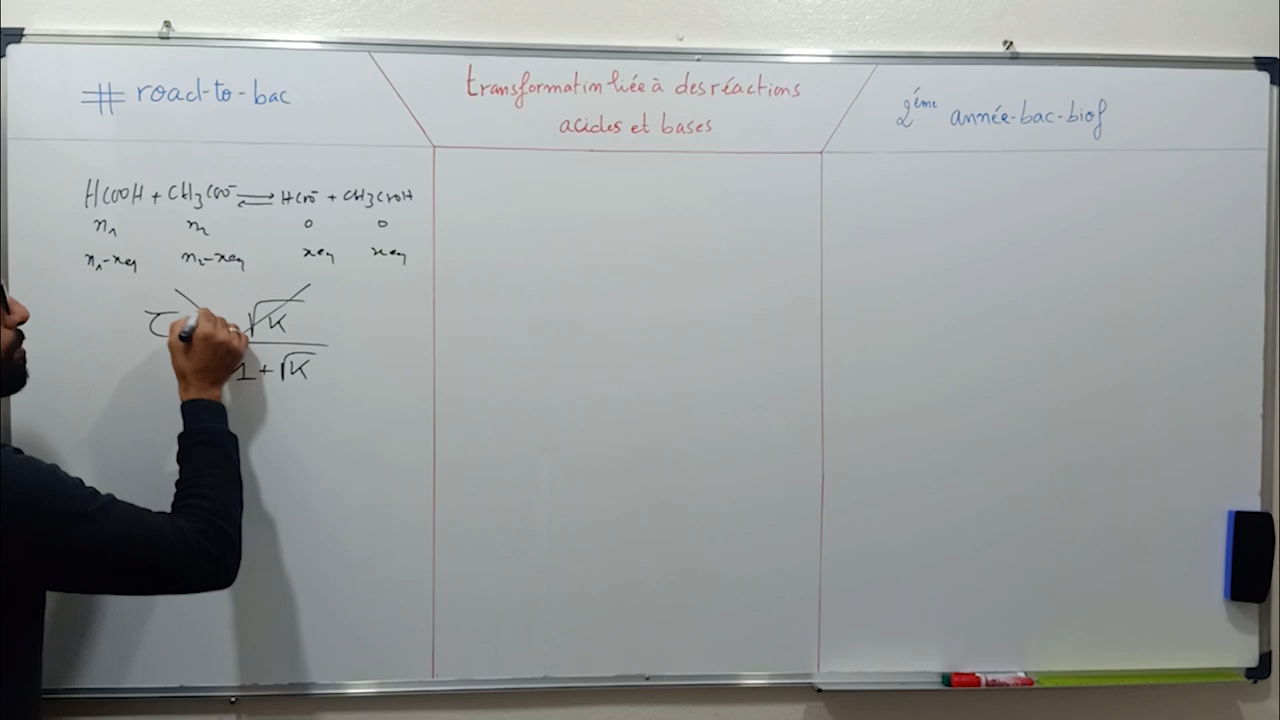 # road-to-bac
transformation liée à des réactions
acides et bases
2ème année-bac-biof
HCOOH + CH3COO- ⇌ HCOO- + CH3COOH
n1 n2 0 0
n1-xeq n2-xeq xeq xeq
τ √K
1+√K